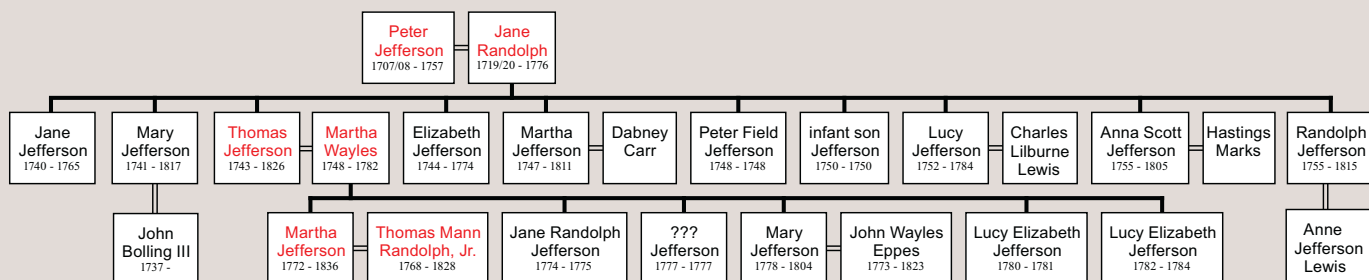 Peter
Jefferson
1707/08 - 1757
Jane
Randolph
1719/20 - 1776
Jane
Jefferson
1740 - 1765
Mary
Jefferson
1741 - 1817
Thomas
Jefferson
1743 - 1826
Martha
Wayles
1748 - 1782
Elizabeth
Jefferson
1744 - 1774
Martha
Jefferson
1747 - 1811
Dabney
Carr
Peter Field
Jefferson
1748 - 1748
infant son
Jefferson
1750 - 1750
Lucy
Jefferson
1752 - 1784
Charles
Lilburne
Lewis
Anna Scott
Jefferson
1755 - 1805
Hastings
Marks
Randolph
Jefferson
1755 - 1815
John
Bolling III
1737 -
Martha
Jefferson
1772 - 1836
Thomas Mann
Randolph, Jr.
1768 - 1828
Jane Randolph
Jefferson
1774 - 1775
???
Jefferson
1777 - 1777
Mary
Jefferson
1778 - 1804
John Wayles
Eppes
1773 - 1823
Lucy Elizabeth
Jefferson
1780 - 1781
Lucy Elizabeth
Jefferson
1782 - 1784
Anne
Jefferson
Lewis